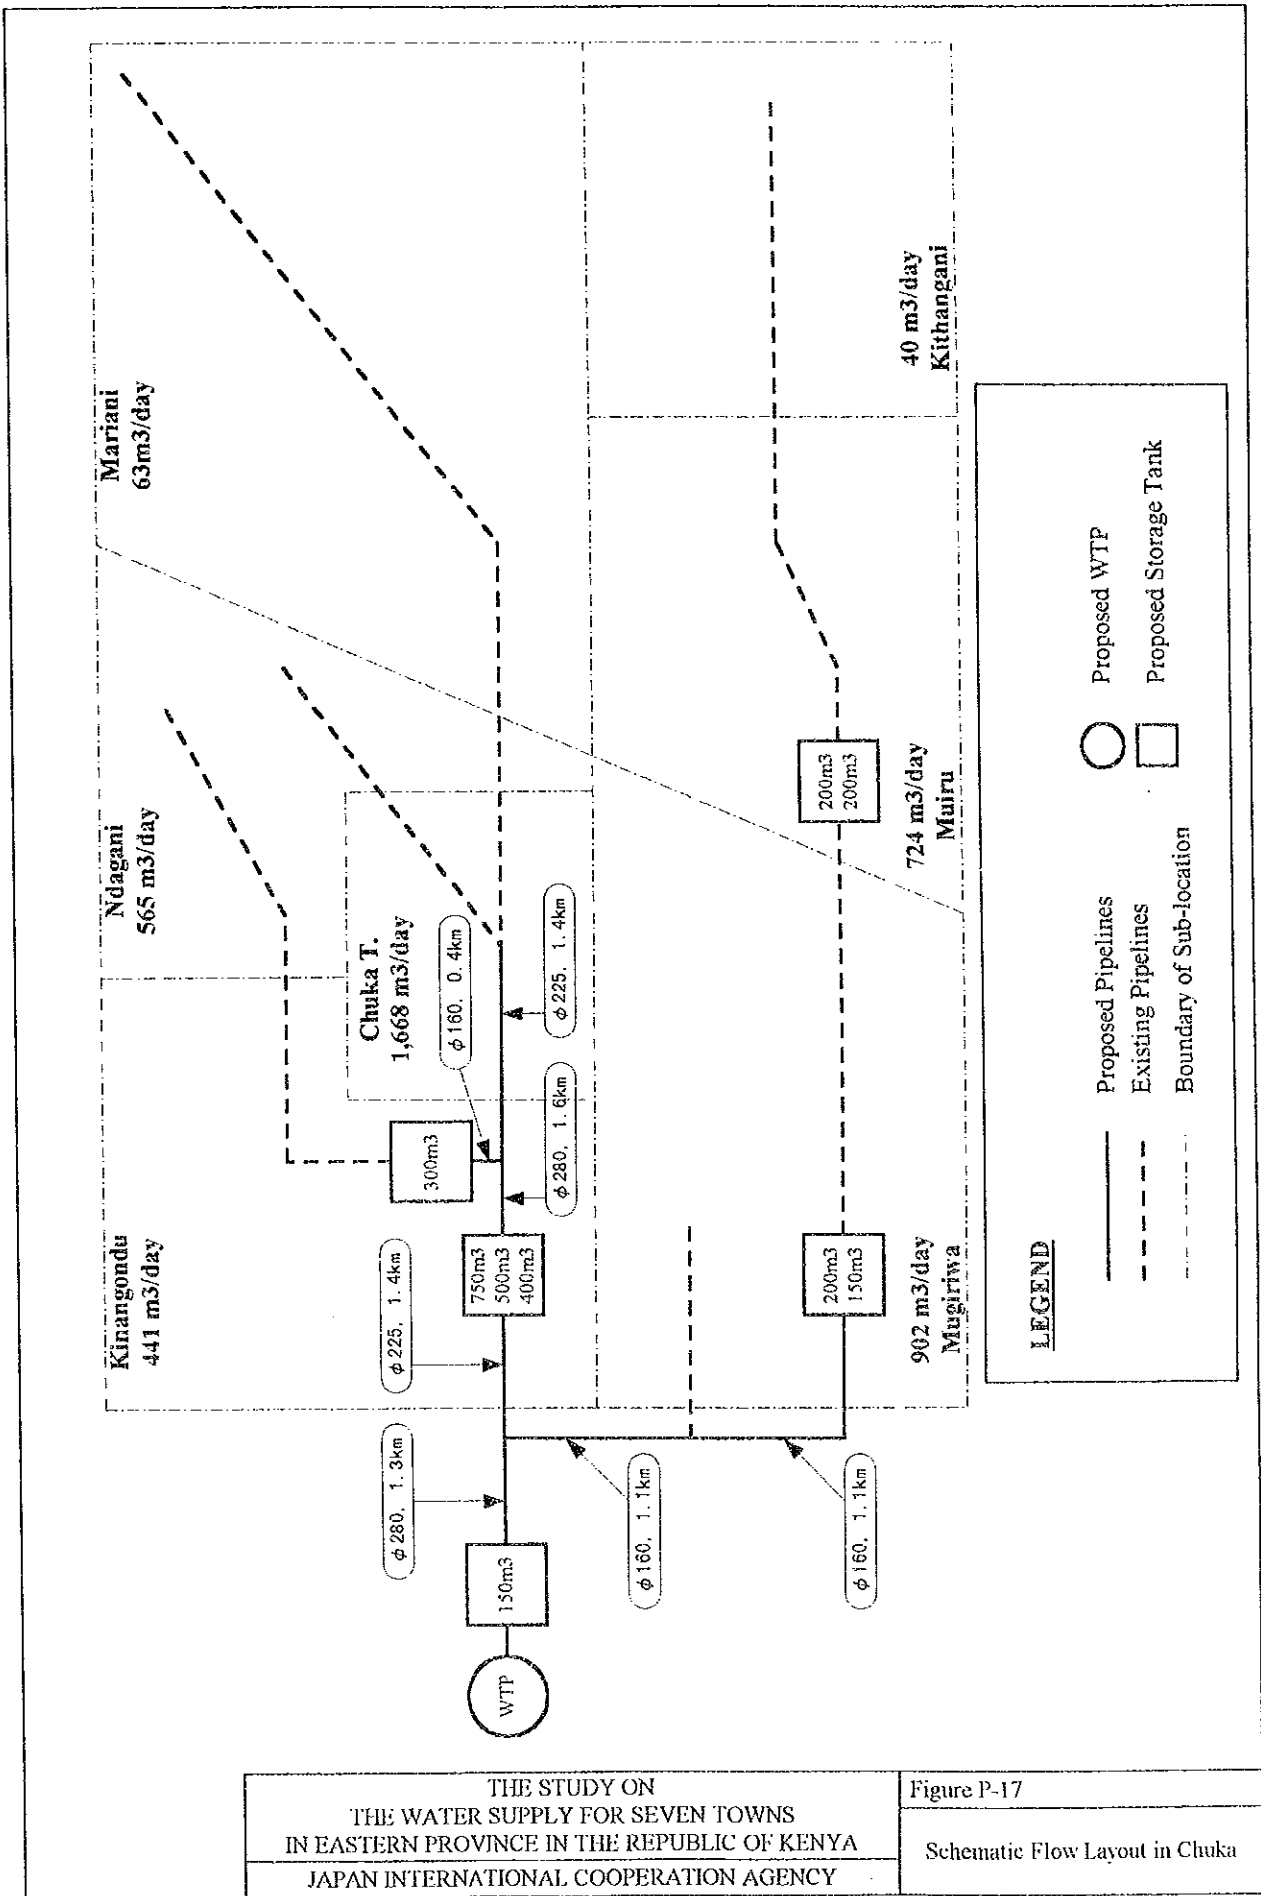 Kinangondu
441 m3/day
Ndagani
565 m3/day
Mariani
63m3/day
Chuka T.
1,668 m3/day
φ160, 0.4km
300m3
φ225, 1.4km
φ280, 1.3km
WTP
150m3
750m3
500m3
400m3
φ280, 1.6km
φ225, 1.4km
φ160, 1.1km
φ160, 1.1km
200m3
150m3
200m3
200m3
902 m3/day
Mugiriwa
724 m3/day
Muiru
40 m3/day
Kithangani
LEGEND
Proposed Pipelines
Existing Pipelines
Boundary of Sub-location
Proposed WTP
Proposed Storage Tank
THE STUDY ON
THE WATER SUPPLY FOR SEVEN TOWNS
IN EASTERN PROVINCE IN THE REPUBLIC OF KENYA
JAPAN INTERNATIONAL COOPERATION AGENCY
Figure P-17
Schematic Flow Layout in Chuka